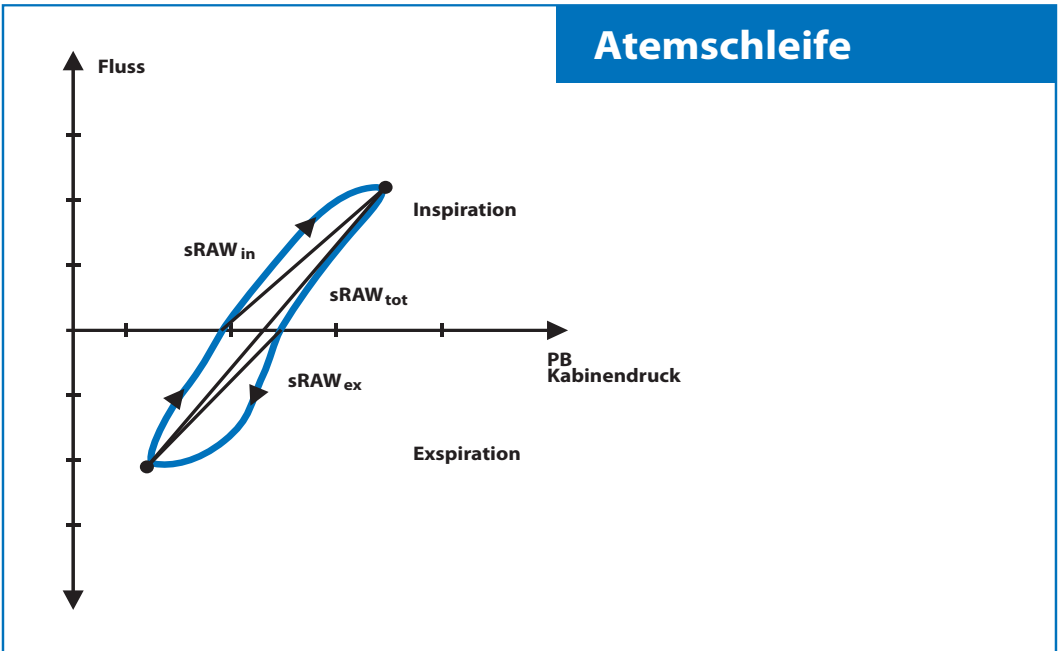 Atemschleife
Fluss
Inspiration
sRAW in
sRAW tot
PB
Kabinendruck
sRAW ex
Exspiration